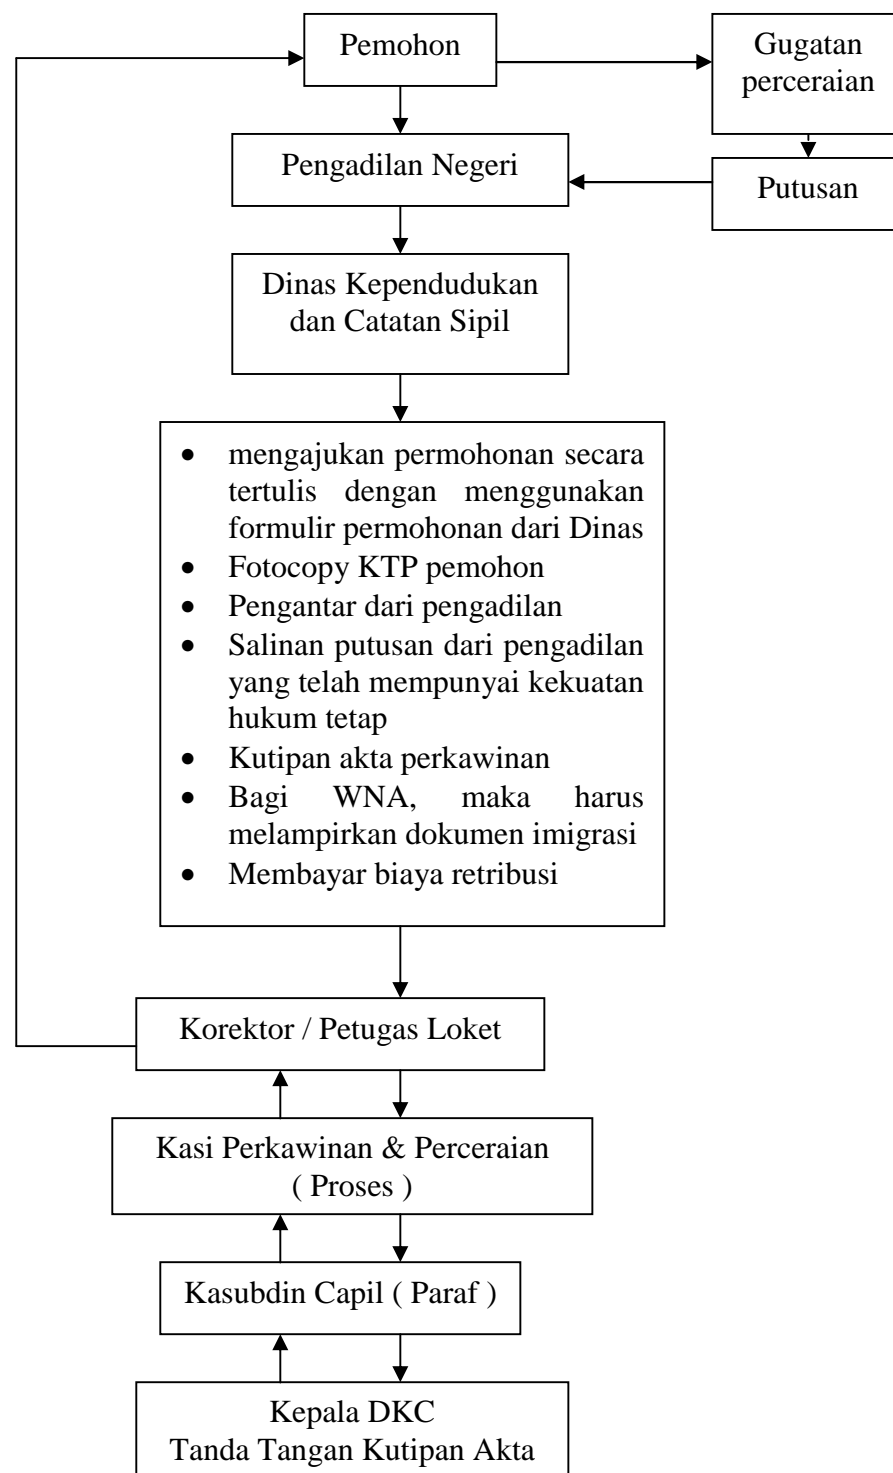 Pemohon
Gugatan
perceraian
Pengadilan Negeri
Putusan
Dinas Kependudukan
dan Catatan Sipil
• mengajukan permohonan secara
tertulis dengan menggunakan
formulir permohonan dari Dinas
• Fotocopy KTP pemohon
• Pengantar dari pengadilan
• Salinan putusan dari pengadilan
yang telah mempunyai kekuatan
hukum tetap
• Kutipan akta perkawinan
• Bagi WNA, maka harus
melampirkan dokumen imigrasi
• Membayar biaya retribusi
Korektor / Petugas Loket
Kasi Perkawinan & Perceraian
( Proses )
Kasubdin Capil ( Paraf )
Kepala DKC
Tanda Tangan Kutipan Akta